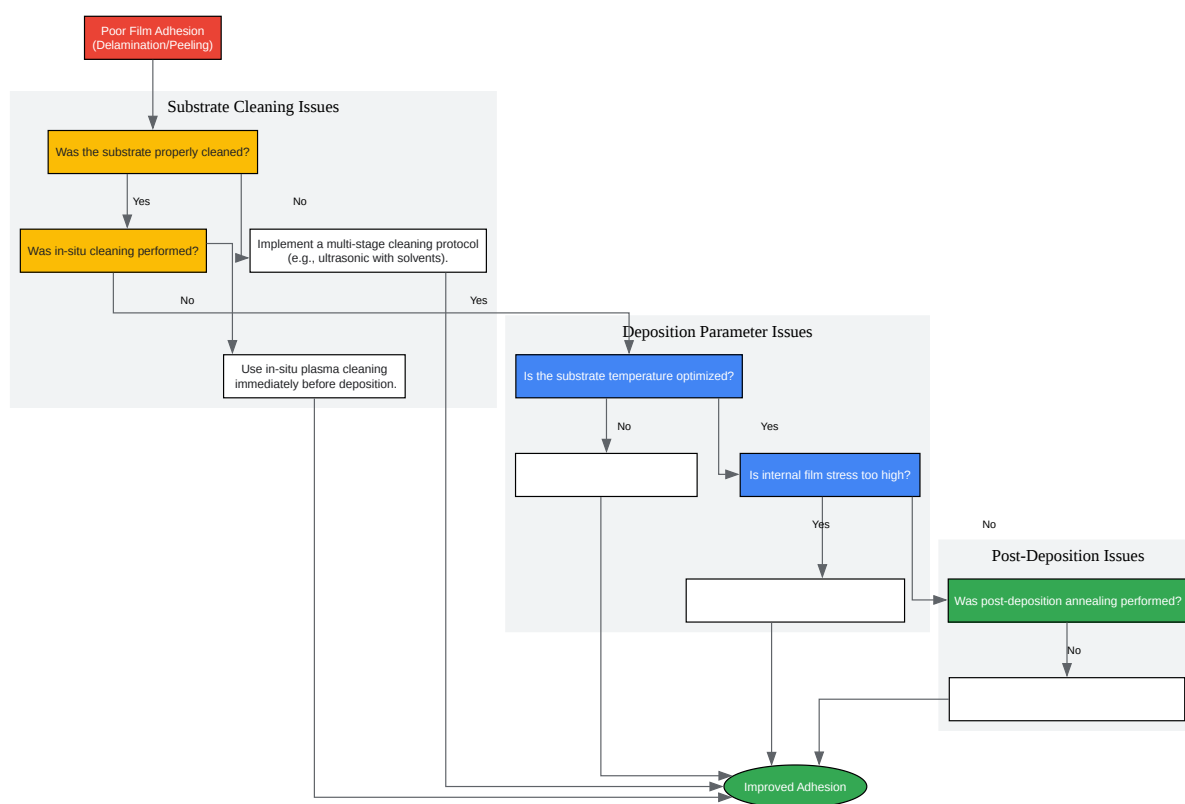 Poor Film Adhesion
(Delamination/Peeling)
Substrate Cleaning Issues
Was the substrate properly cleaned?
Yes
No
Was in-situ cleaning performed?
Implement a multi-stage cleaning protocol
(e.g., ultrasonic with solvents).
No
Yes
Use in-situ plasma cleaning
immediately before deposition.
Deposition Parameter Issues
Is the substrate temperature optimized?
No
Yes
Is internal film stress too high?
Yes
No
Post-Deposition Issues
Was post-deposition annealing performed?
No
Improved Adhesion